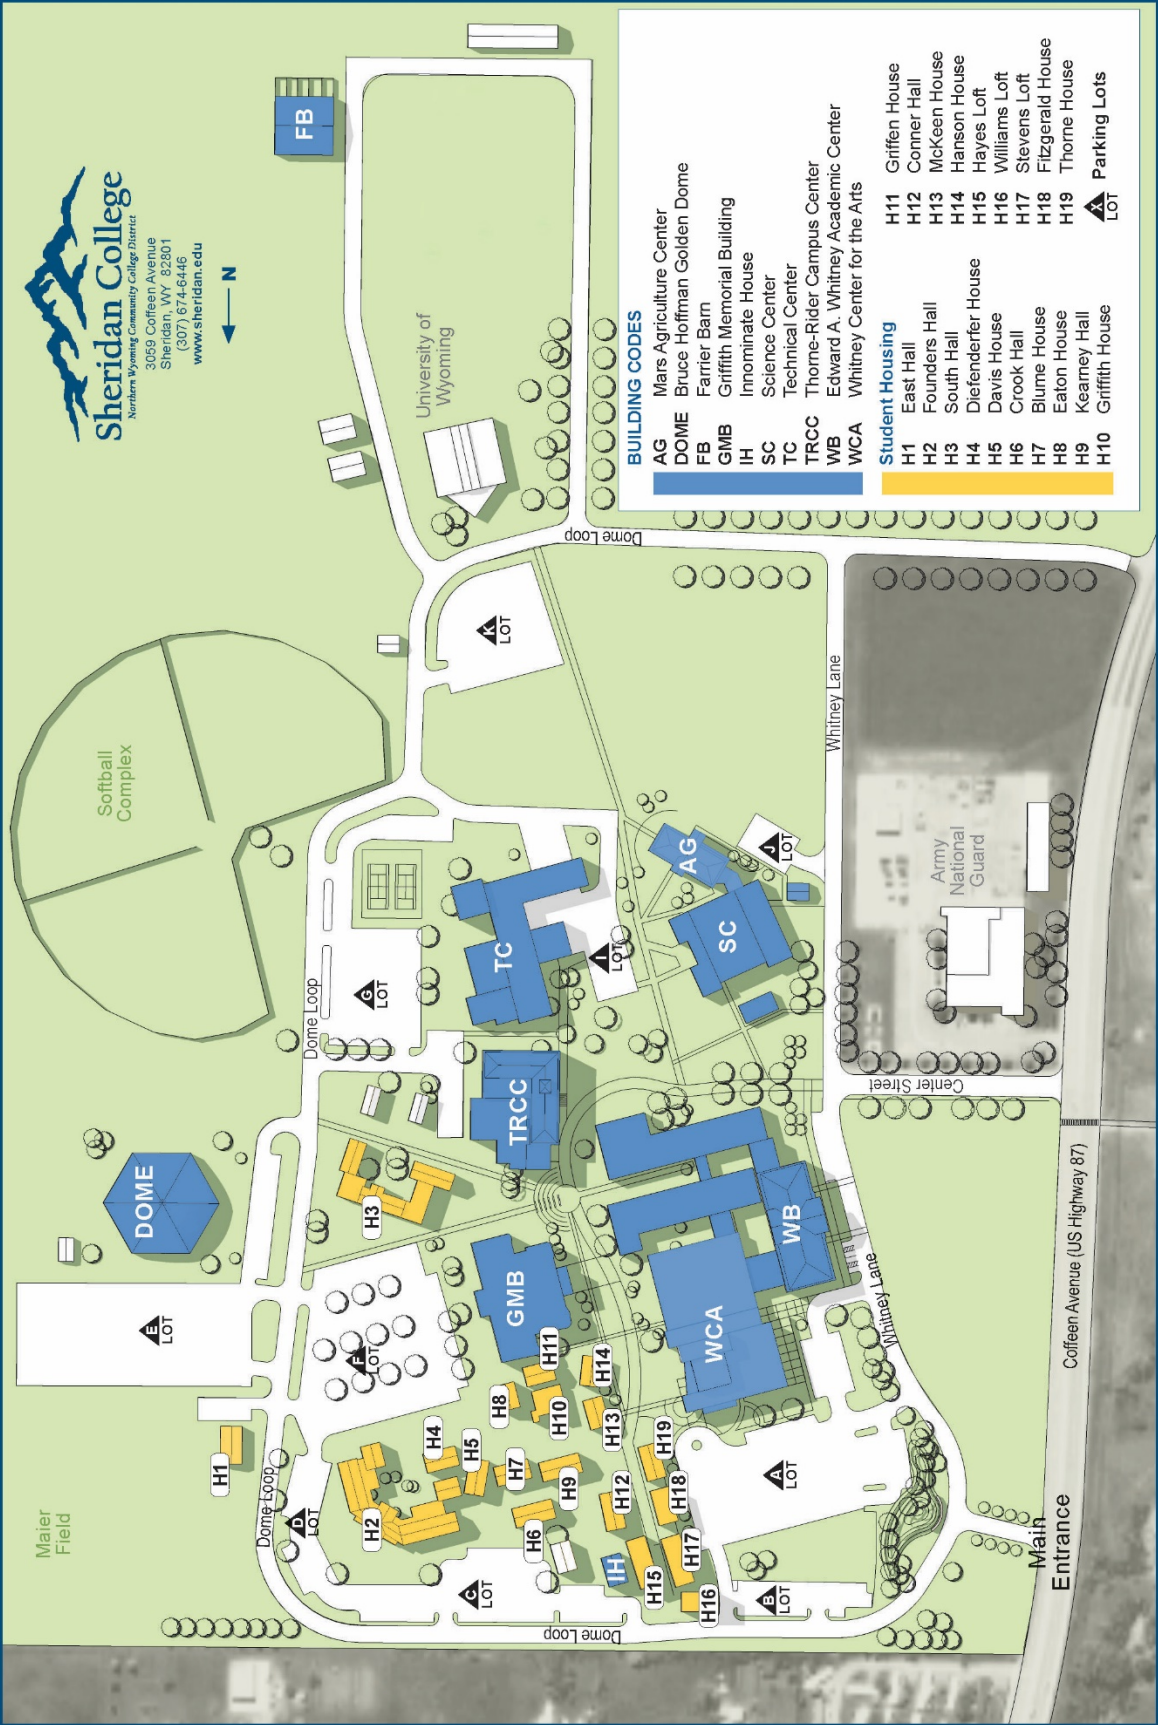 Sheridan College
Northern Wyoming Community College District
3059 Coffeen Avenue
Sheridan, WY 82801
(307) 674-6446
www.sheridan.edu
N
BUILDING CODES
AG Mars Agriculture Center
DOME Bruce Hoffman Golden Dome
FB Farrier Barn
GMB Griffith Memorial Building
IH Innominate House
SC Science Center
TC Technical Center
TRCC Thorne-Rider Campus Center
WB Edward A. Whitney Academic Center
WCA Whitney Center for the Arts
Student Housing
H1 East Hall
H2 Founders Hall
H3 South Hall
H4 Diefenderfer House
H5 Davis House
H6 Crook Hall
H7 Blume House
H8 Eaton House
H9 Kearney Hall
H10 Griffith House
H11 Griffen House
H12 Conner Hall
H13 McKeen House
H14 Hanson House
H15 Hayes Loft
H16 Williams Loft
H17 Stevens Loft
H18 Fitzgerald House
H19 Thorne House
X
LOT
Parking Lots
FB
University of
Wyoming
Dome Loop
K
LOT
Softball
Complex
Whitney Lane
Army
National
Guard
J
LOT
AG
SC
I
LOT
TC
G
LOT
Dome Loop
Center Street
TRCC
DOME
H3
WB
GMB
WCA
Whitney Lane
Coffeen Avenue (US Highway 87)
E
LOT
F
LOT
H11
H14
H8
H10
H13
H1
H4
H5
H7
H9
H19
H12
H18
A
LOT
Dome Loop
D
LOT
H2
H6
H17
IH
H15
H16
C
LOT
B
LOT
Dome Loop
Maier
Field
Main
Entrance